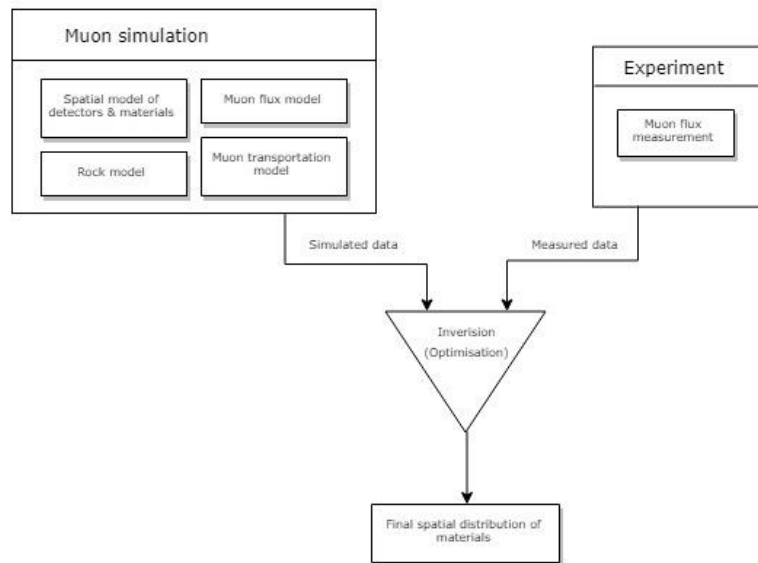 Muon simulation
Spatial model of
detectors & materials
Muon flux model
Rock model
Muon transportation
model
Experiment
Muon flux
measurement
Simulated data
Measured data
Inverision
(Optimisation)
Final spatial distribution of
materials